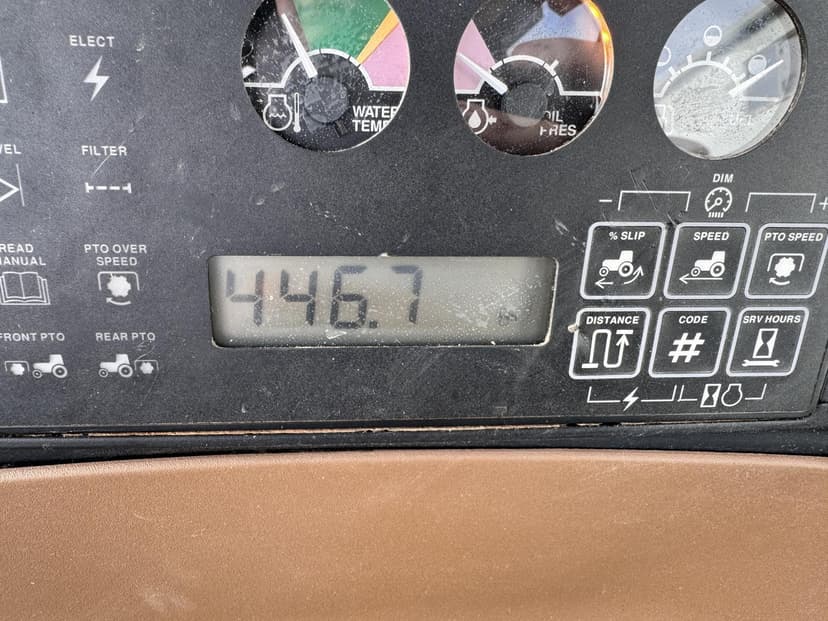 ELECT
WATER
TEMP
OIL
PRES
VEL
FILTER
DIM
- +
% SLIP
SPEED
PTO SPEED
READ
MANUAL
PTO OVER
SPEED
446.7
DISTANCE
CODE
#
SRV HOURS
FRONT PTO
REAR PTO